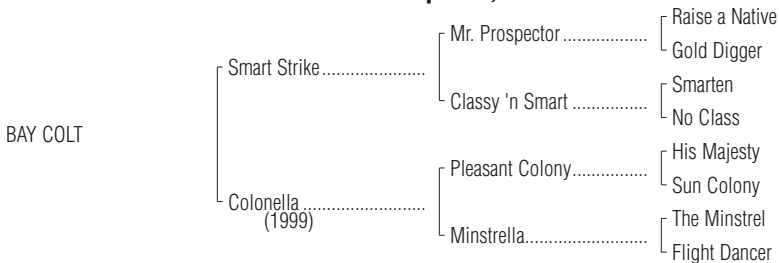 Raise a Native
Mr. Prospector ...................
Gold Digger
Smart Strike.......................
Smarten
Classy 'n Smart .................
No Class
BAY COLT
His Majesty
Pleasant Colony.................
Sun Colony
Colonella ...........................
(1999)
The Minstrel
Minstrella...........................
Flight Dancer